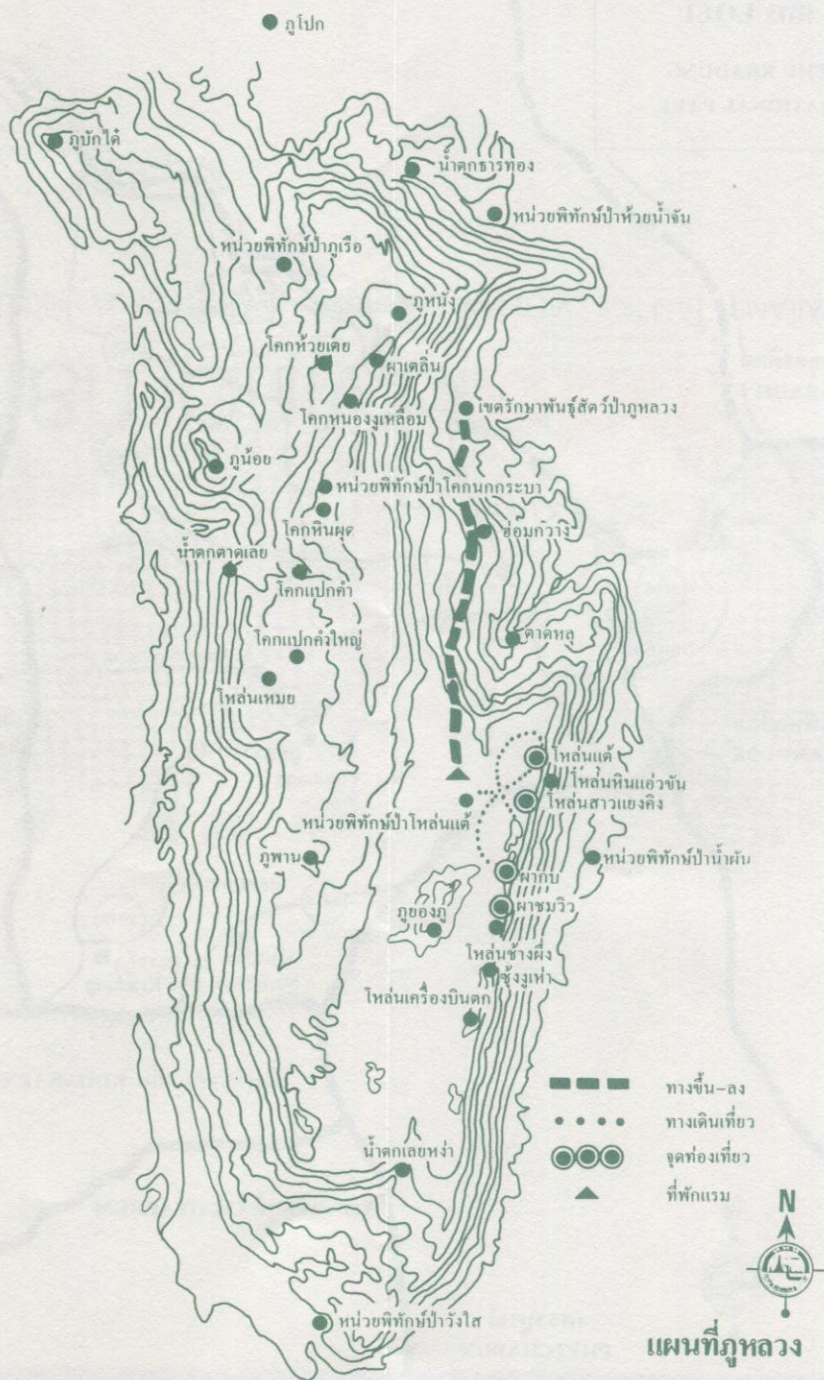 ภูโปก
ภูบักได๋
น้ำตกธารทอง
หน่วยพิทักษ์ป่าห้วยน้ำจัน
หน่วยพิทักษ์ป่าภูเรือ
ภูหนัง
โคกห้วยเตย
ผาเตลิ่น
โคกหนองงูเหลือม
เขตรักษาพันธุ์สัตว์ป่าภูหลวง
ภูน้อย
หน่วยพิทักษ์ป่าโคกนกกระบา
โคกหินผุด
ฮ่อมกวาง
น้ำตกตาดเลย
โคกแปกคำ
ตาดหลุ
โคกแปกคำใหญ่
โหล่นเหมย
โหล่นแต้
โหล่นหินแอ่วขัน
โหล่นสาวแยงคิง
หน่วยพิทักษ์ป่าโหล่นแต้
ภูพาน
หน่วยพิทักษ์ป่าน้ำผัน
ผากบ
ผาชมวิว
ภูยองภู
โหล่นช้างผึ่ง
ซุ้งงูเห่า
โหล่นเครื่องบินตก
น้ำตกเลยหง่า
หน่วยพิทักษ์ป่าวังใส
ทางขึ้น-ลง
ทางเดินเที่ยว
จุดท่องเที่ยว
ที่พักแรม
N
แผนที่ภูหลวง